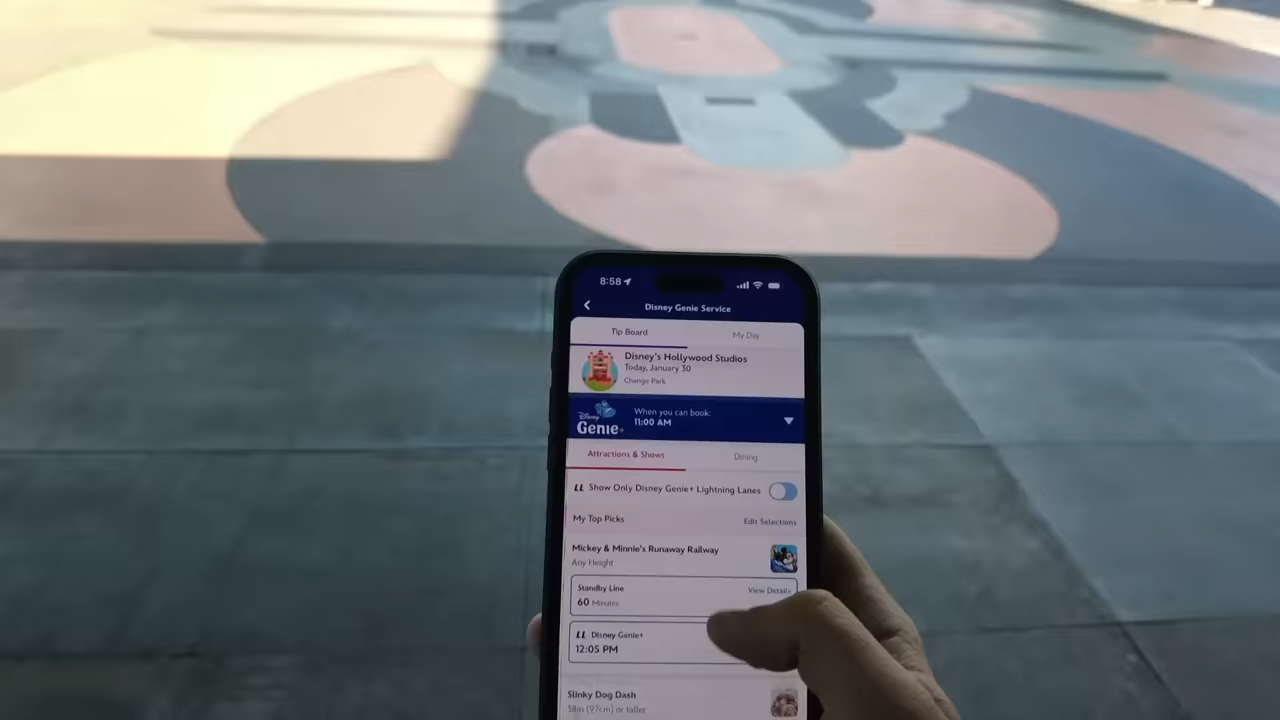 8:58
Disney Genie Service
Tip Board
My Day
Disney's Hollywood Studios
Today, January 30
Change Park
Disney Genie+
When you can book:
11:00 AM
Attractions & Shows
Dining
LL Show Only Disney Genie+ Lightning Lanes
My Top Picks
Edit Selections
Mickey & Minnie's Runaway Railway
Any Height
Standby Line
View Details
60 Minutes
LL Disney Genie+
12:05 PM
Slinky Dog Dash
38in (97cm) or taller